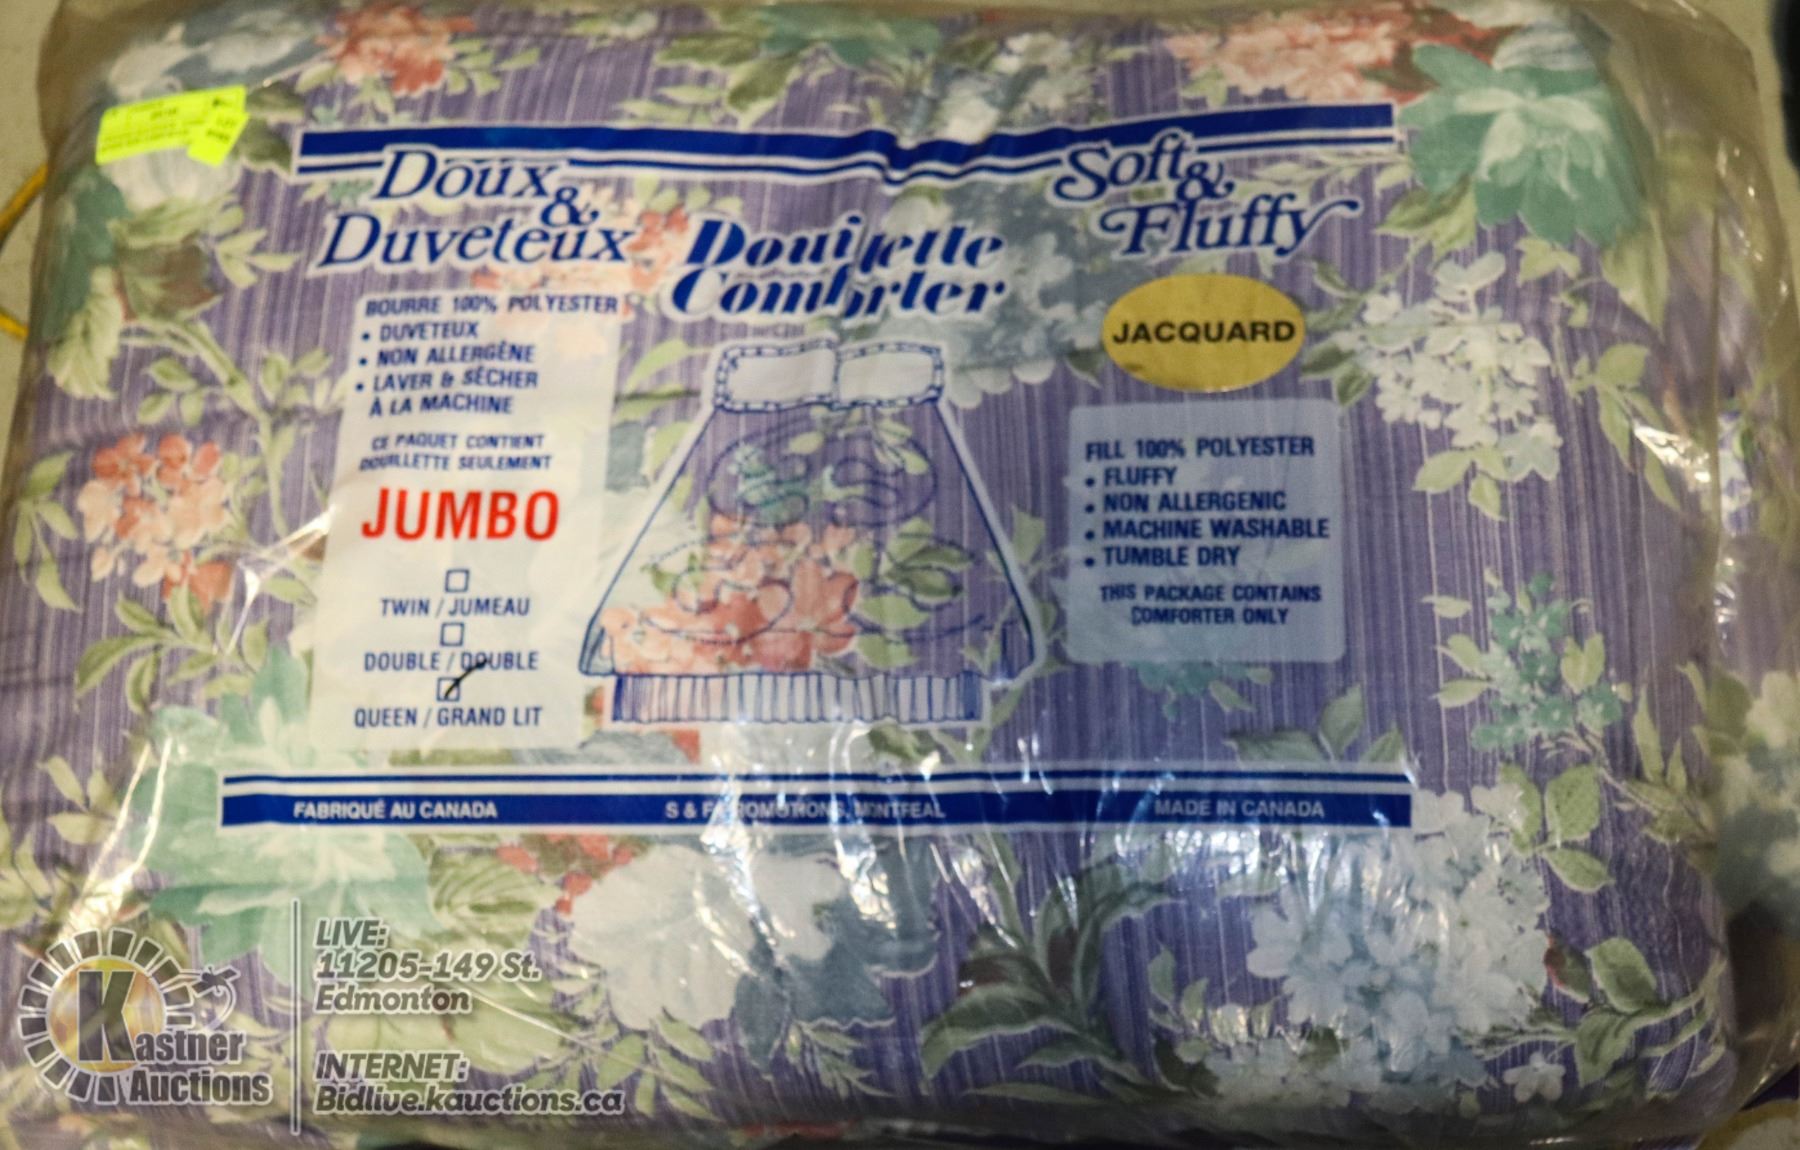 Doux
&
Duveteux
Douillette
Comforter
Soft
&
Fluffy
JACQUARD
BOURRE 100% POLYESTER
• DUVETEUX
• NON ALLERGÈNE
• LAVER & SÉCHER
À LA MACHINE
CE PAQUET CONTIENT
DOUILLETTE SEULEMENT
JUMBO
TWIN / JUMEAU
DOUBLE / DOUBLE
QUEEN / GRAND LIT
FILL 100% POLYESTER
• FLUFFY
• NON ALLERGENIC
• MACHINE WASHABLE
• TUMBLE DRY
THIS PACKAGE CONTAINS
COMFORTER ONLY
FABRIQUÉ AU CANADA
S & F PROMOTIONS, MONTREAL
MADE IN CANADA
Kastner
Auctions
LIVE:
11205-149 St.
Edmonton
INTERNET:
Bidlive.kauctions.ca